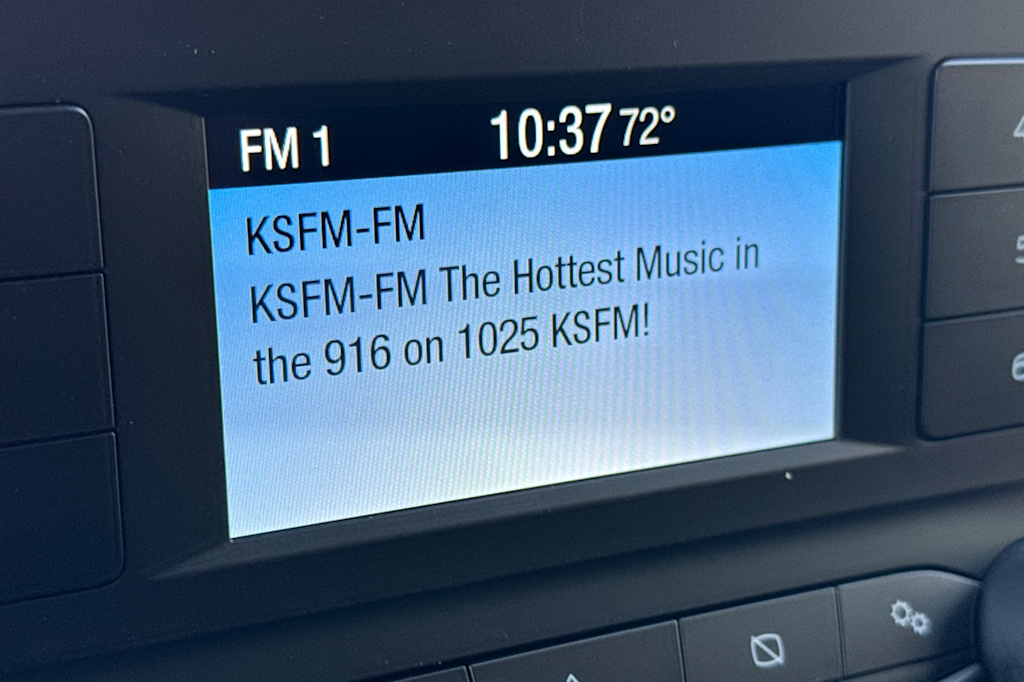 FM 1 10:37 72°
KSFM-FM
KSFM-FM The Hottest Music in
the 916 on 1025 KSFM!